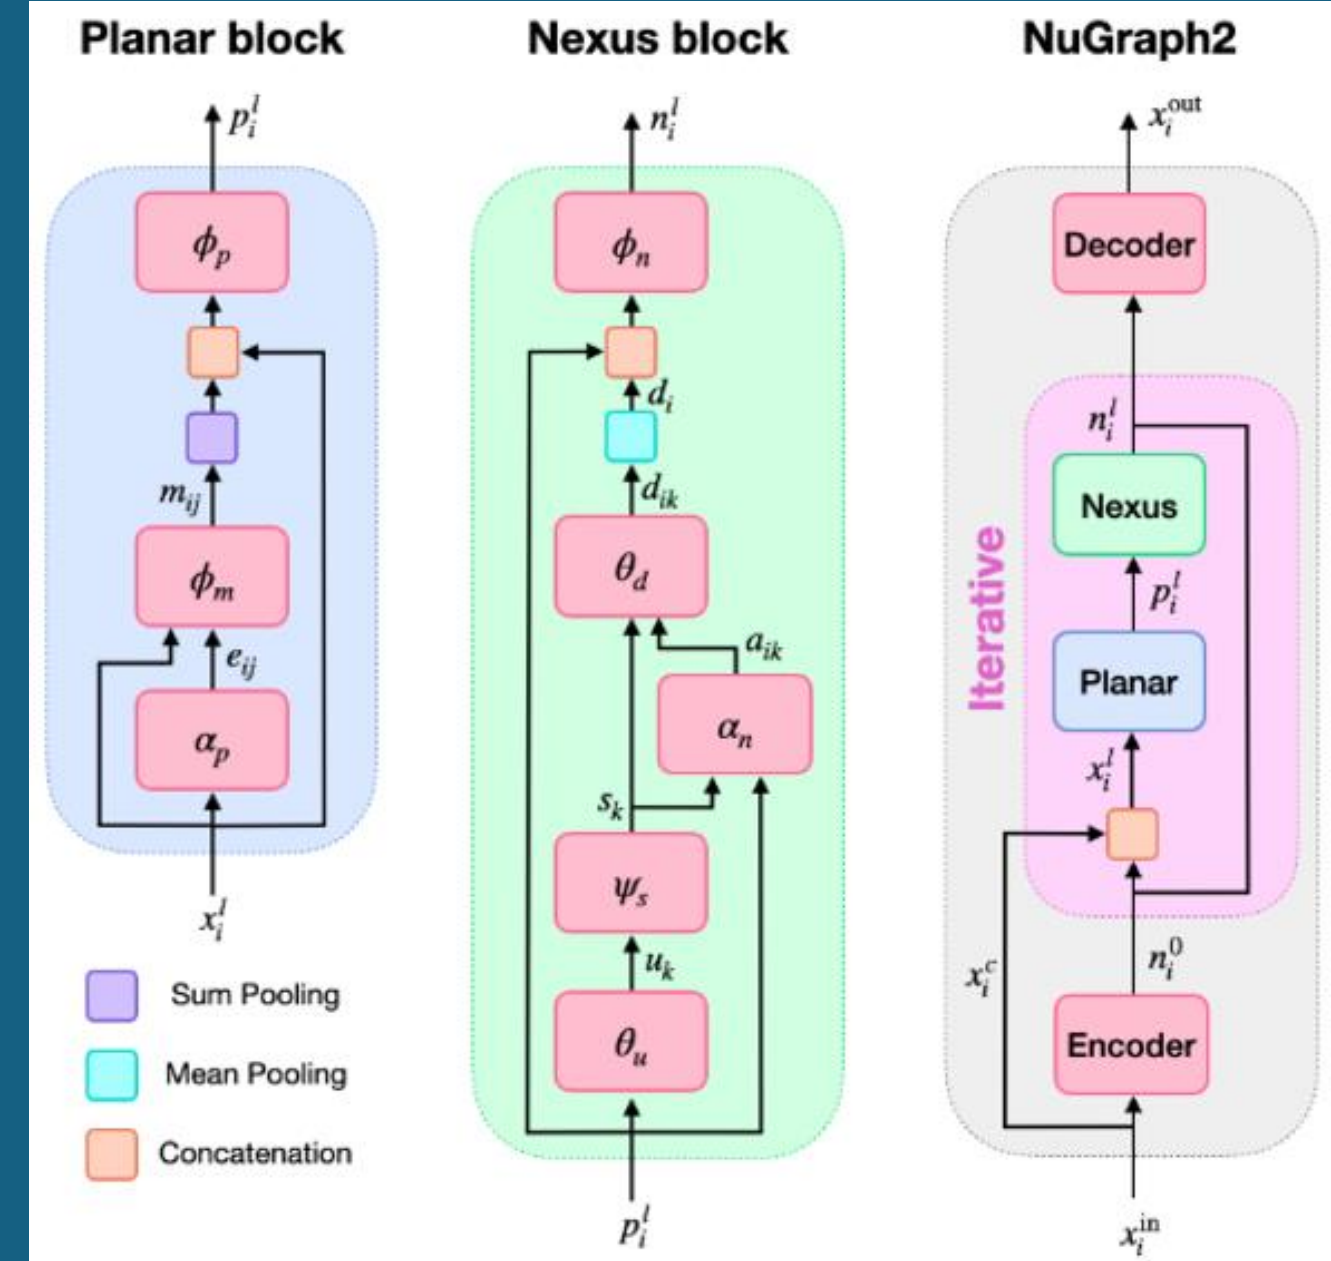 Planar block
p_i^l
ϕ_p
m_ij
ϕ_m
e_ij
α_p
x_i^l
Sum Pooling
Mean Pooling
Concatenation
Nexus block
n_i^l
ϕ_n
d_i
d_ik
θ_d
a_ik
α_n
s_k
ψ_s
u_k
θ_u
p_i^l
NuGraph2
x_i^out
Decoder
n_i^l
Nexus
Iterative
p_i^l
Planar
x_i^l
x_i^c
n_i^0
Encoder
x_i^in